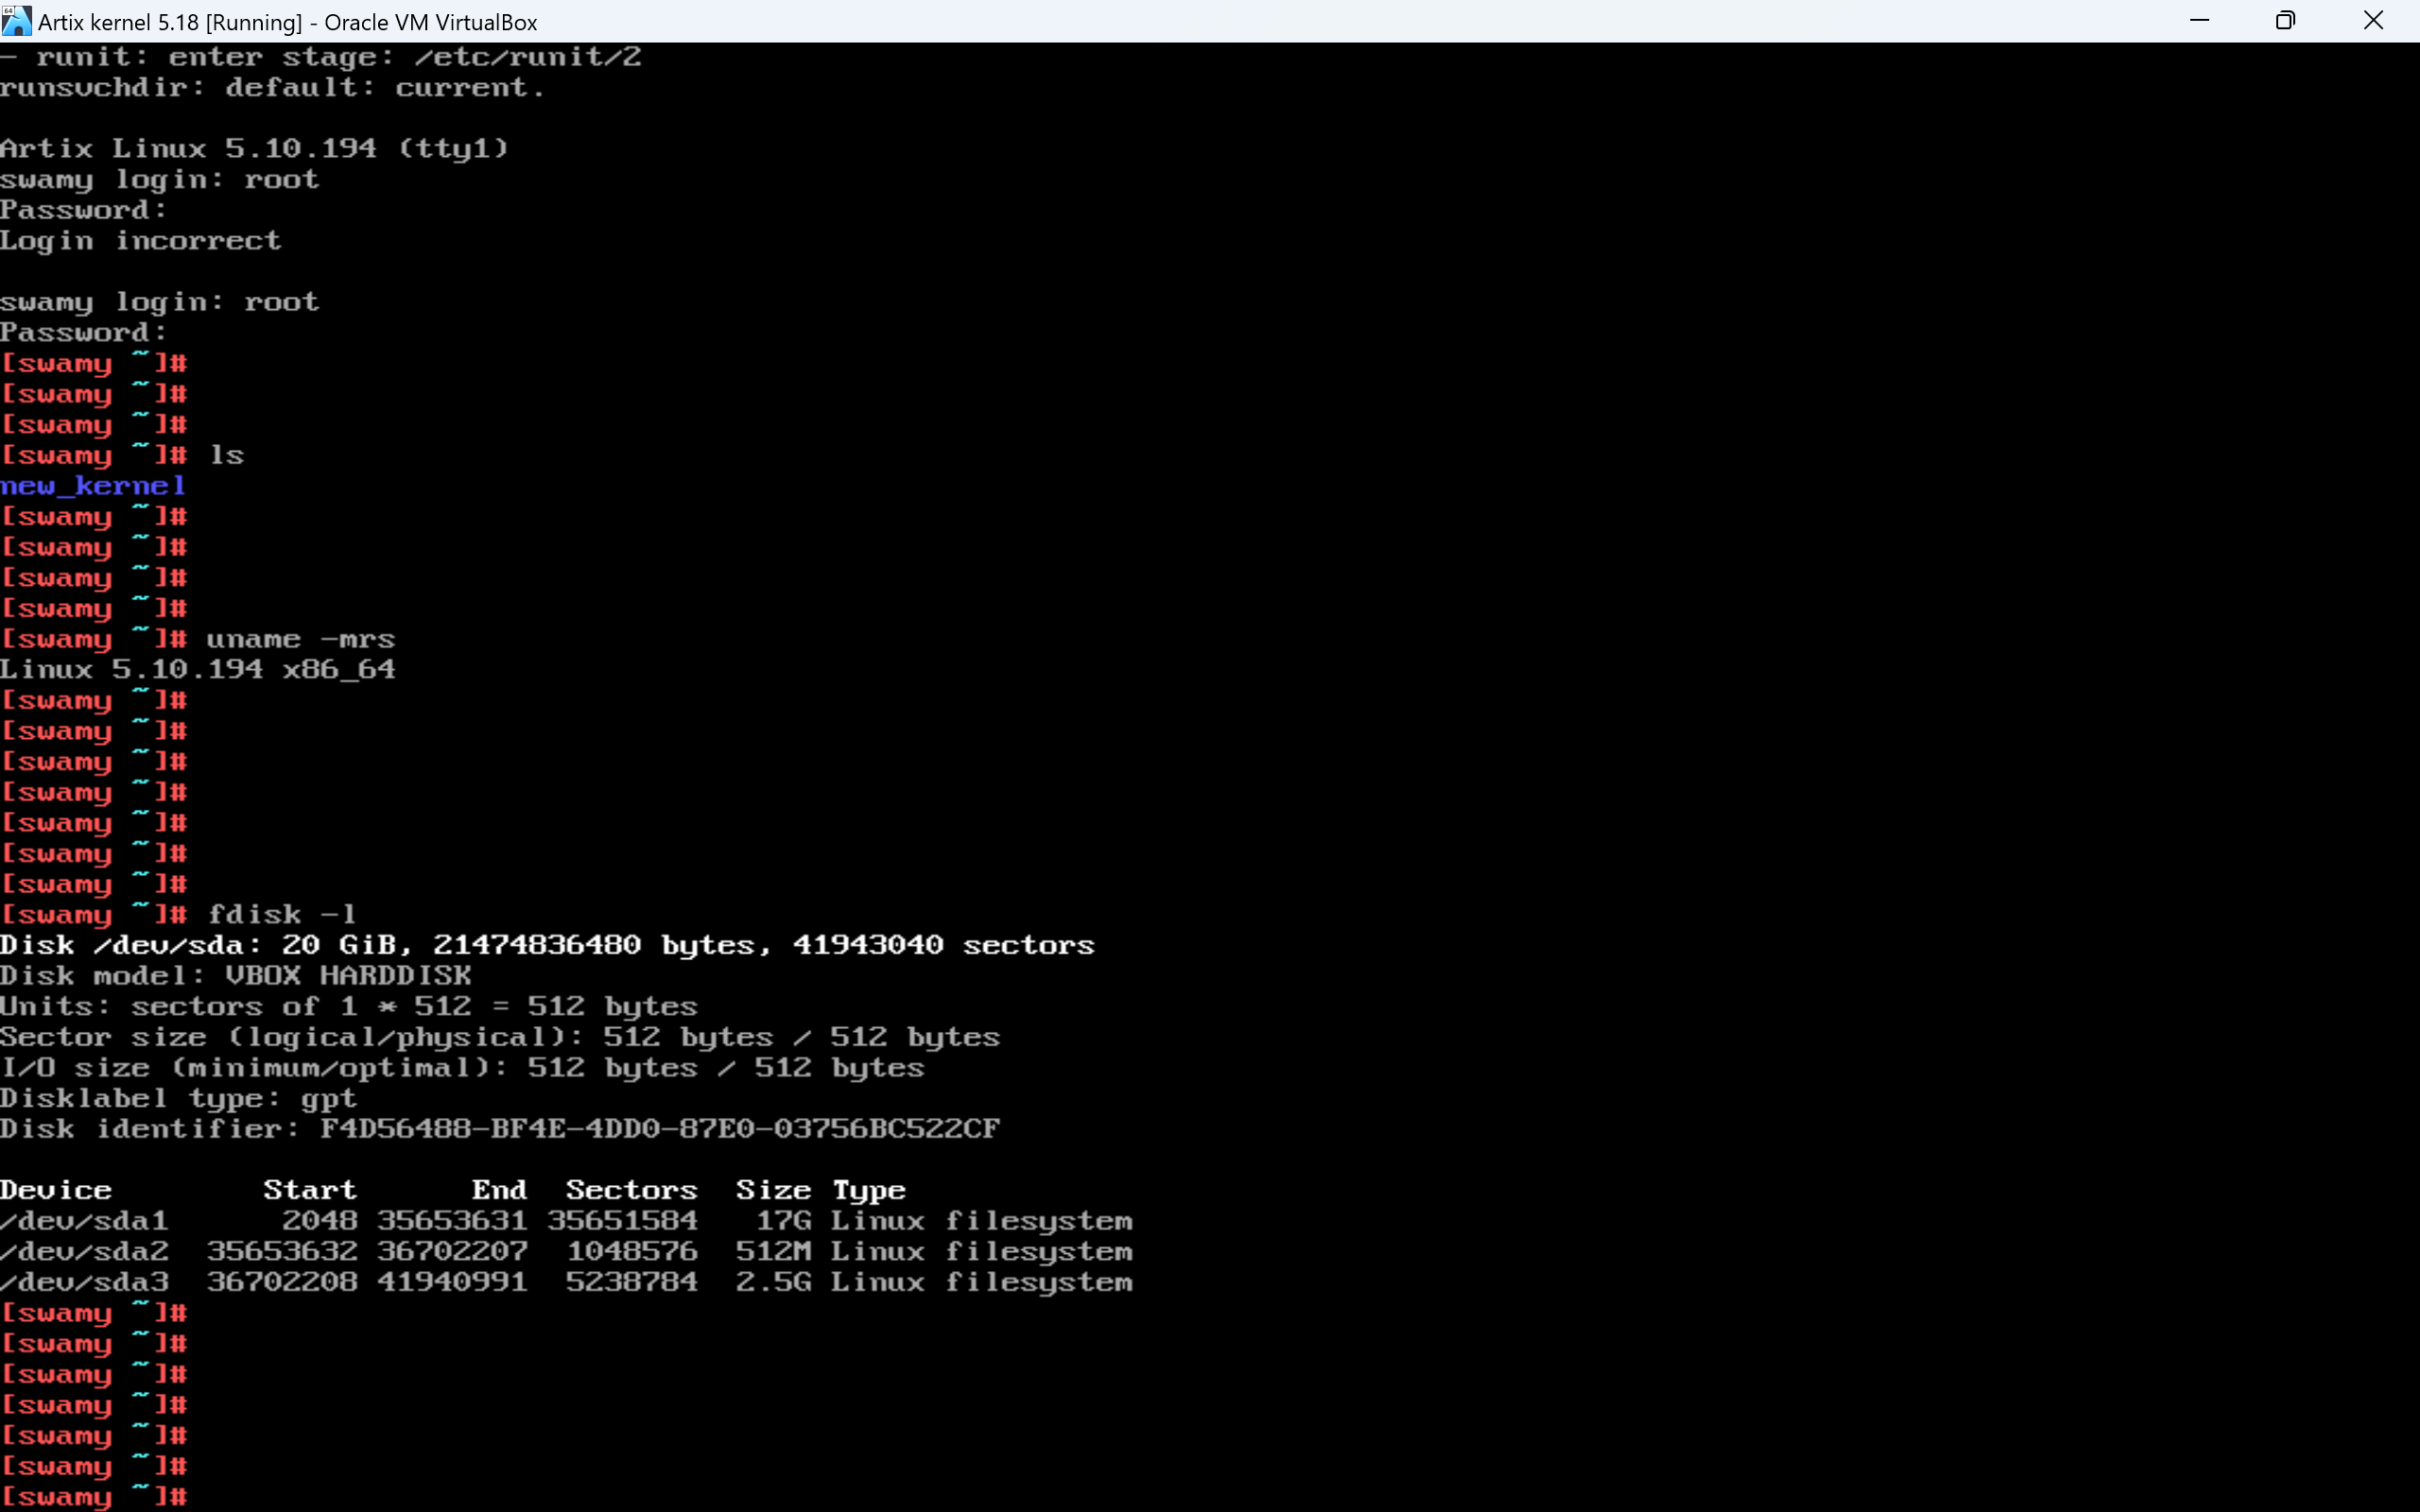 64
Artix kernel 5.18 [Running] - Oracle VM VirtualBox
- runit: enter stage: /etc/runit/2
runsvchdir: default: current.
Artix Linux 5.10.194 (tty1)
swamy login: root
Password:
Login incorrect
swamy login: root
Password:
[swamy ~]#
[swamy ~]#
[swamy ~]#
[swamy ~]# ls
new_kernel
[swamy ~]#
[swamy ~]#
[swamy ~]#
[swamy ~]#
[swamy ~]# uname -mrs
Linux 5.10.194 x86_64
[swamy ~]#
[swamy ~]#
[swamy ~]#
[swamy ~]#
[swamy ~]#
[swamy ~]#
[swamy ~]#
[swamy ~]# fdisk -l
Disk /dev/sda: 20 GiB, 21474836480 bytes, 41943040 sectors
Disk model: VBOX HARDDISK
Units: sectors of 1 * 512 = 512 bytes
Sector size (logical/physical): 512 bytes / 512 bytes
I/O size (minimum/optimal): 512 bytes / 512 bytes
Disklabel type: gpt
Disk identifier: F4D56488-BF4E-4DD0-87E0-03756BC522CF
Device Start End Sectors Size Type
/dev/sda1 2048 35653631 35651584 17G Linux filesystem
/dev/sda2 35653632 36702207 1048576 512M Linux filesystem
/dev/sda3 36702208 41940991 5238784 2.5G Linux filesystem
[swamy ~]#
[swamy ~]#
[swamy ~]#
[swamy ~]#
[swamy ~]#
[swamy ~]#
[swamy ~]#